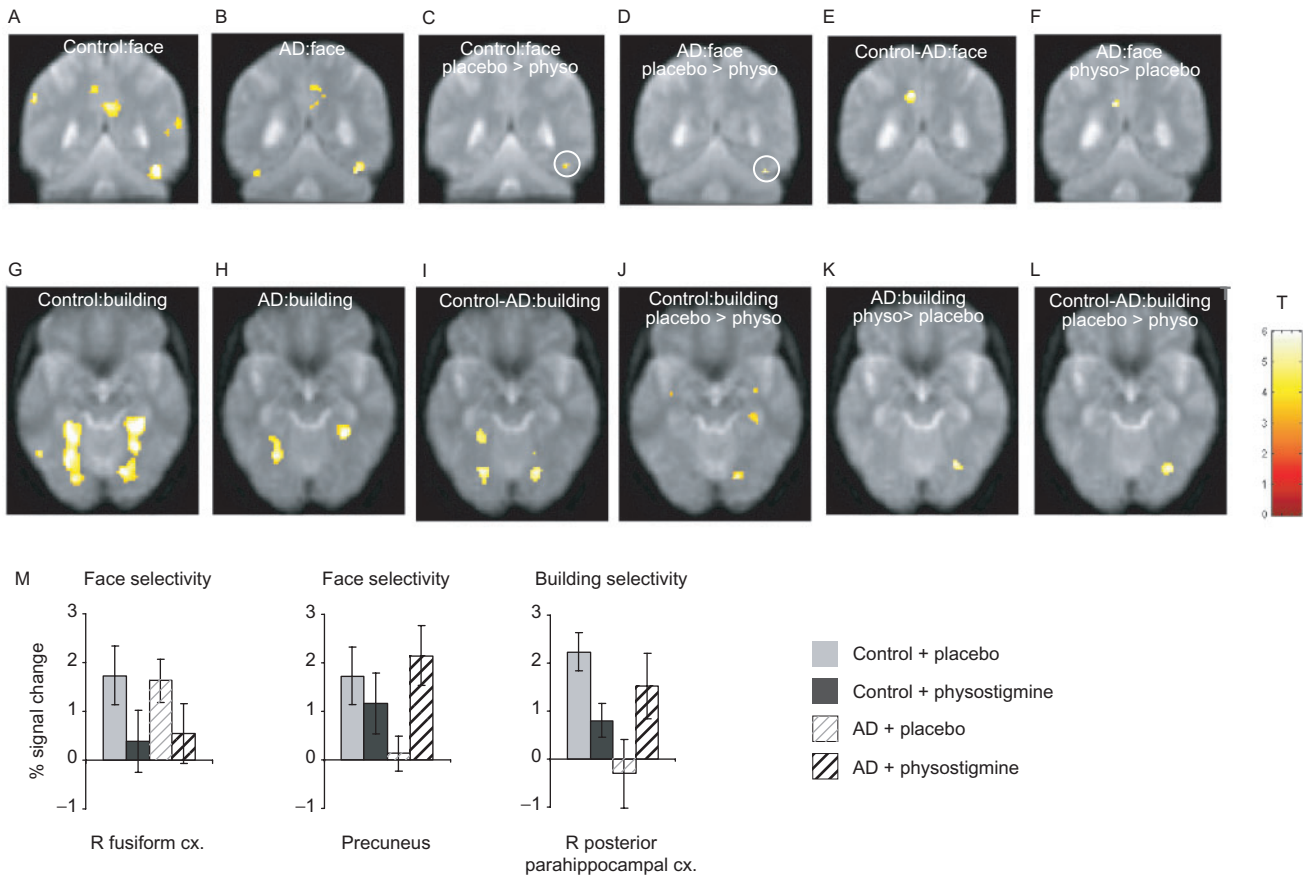 A
B
C
D
E
F
Control:face
AD:face
Control:face
placebo > physo
AD:face
placebo > physo
Control-AD:face
AD:face
physo> placebo
G
H
I
J
K
L
Control:building
AD:building
Control-AD:building
Control:building
placebo > physo
AD:building
physo> placebo
Control-AD:building
placebo > physo
T
T
6
5
4
3
2
1
0
M
Face selectivity
% signal change
3
2
1
0
−1
R fusiform cx.
Face selectivity
3
2
1
0
−1
Precuneus
Building selectivity
3
2
1
0
−1
R posterior
parahippocampal cx.
Control + placebo
Control + physostigmine
AD + placebo
AD + physostigmine